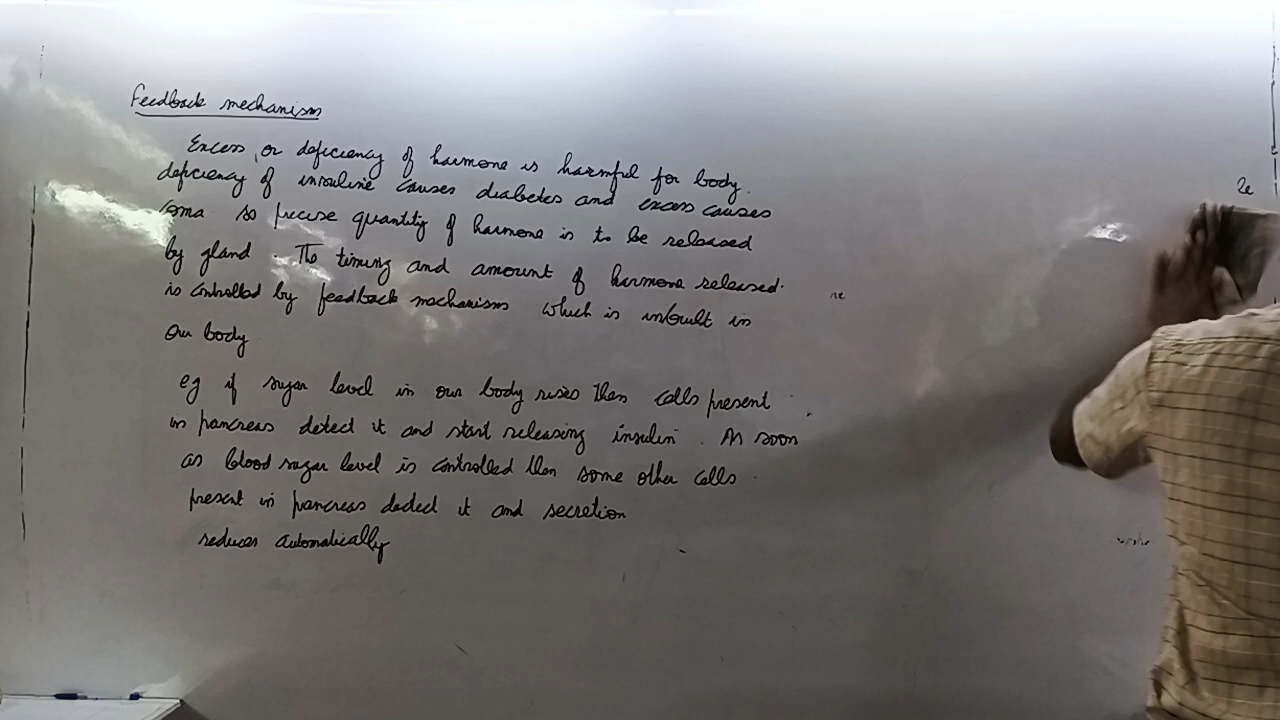 Feedback mechanism
Excess or deficiency of harmone is harmful for body.
deficiency of insuline causes diabetes and excess causes
coma so precise quantity of harmone is to be released
by gland. The timing and amount of harmone released.
is controlled by feedback mechanism which is inbuilt in
our body
eg if sugar level in our body rises then cells present
in pancreas detect it and start releasing insulin. As soon
as blood sugar level is controlled then some other cells
present in pancreas detect it and secretion
reduces automatically